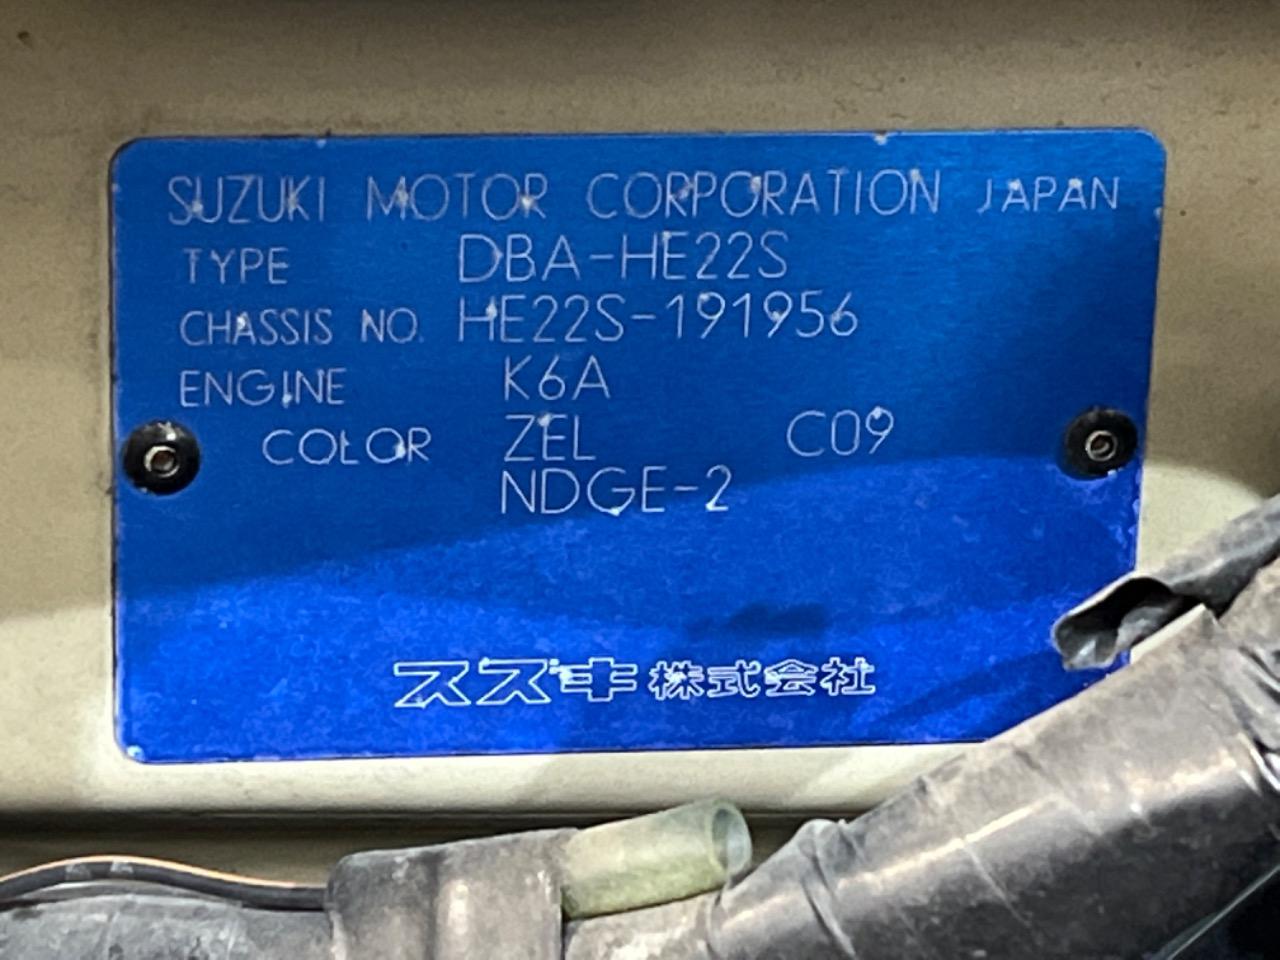 SUZUKI MOTOR CORPORATION JAPAN
TYPE DBA-HE22S
CHASSIS NO. HE22S-191956
ENGINE K6A
COLOR ZEL C09
NDGE-2
スズキ株式会社